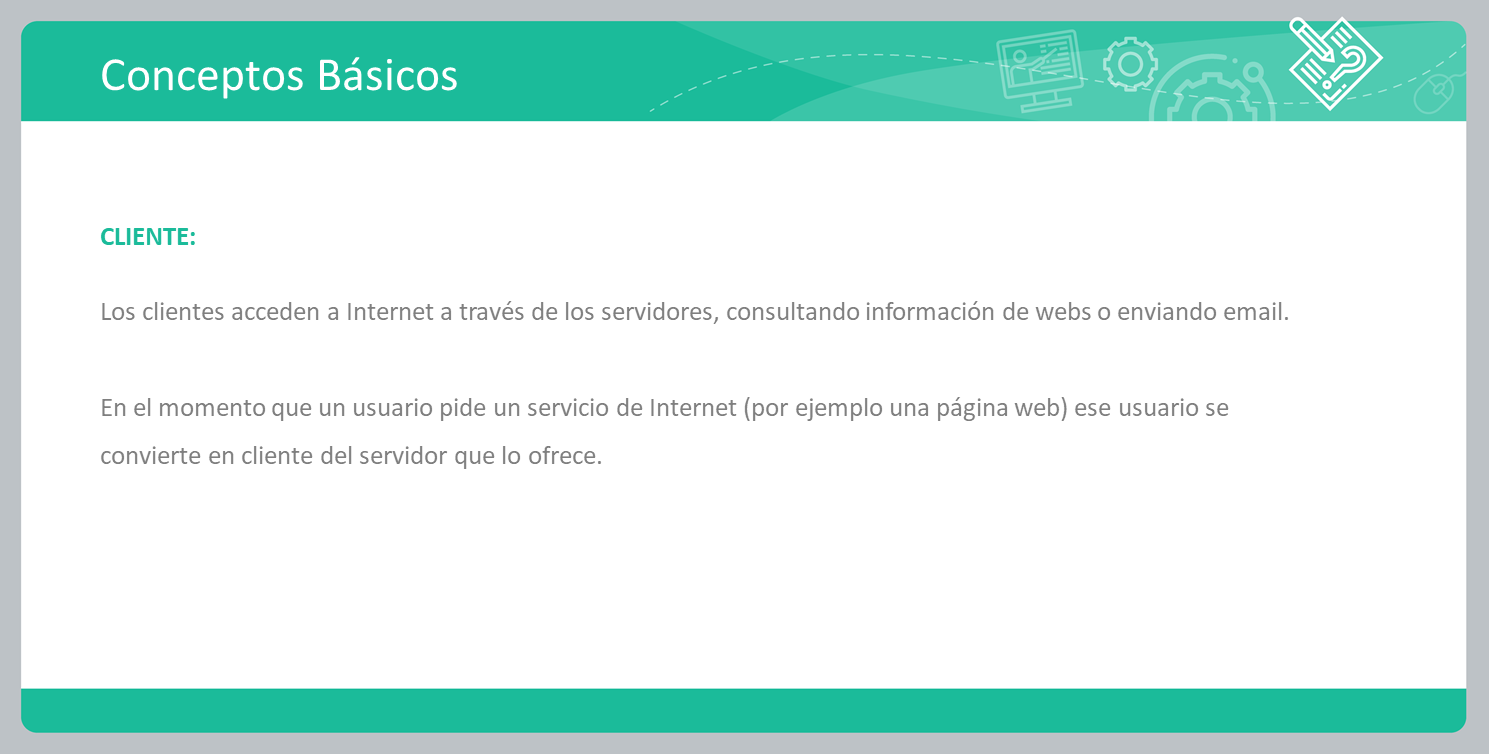 Conceptos Básicos
CLIENTE:
Los clientes acceden a Internet a través de los servidores, consultando información de webs o enviando email.
En el momento que un usuario pide un servicio de Internet (por ejemplo una página web) ese usuario se
convierte en cliente del servidor que lo ofrece.